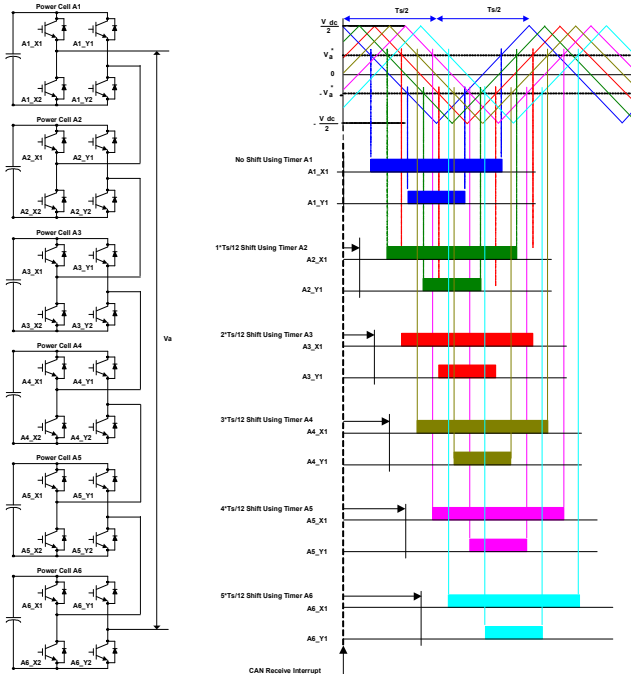 Power Cell A1
A1_X1 A1_Y1
A1_X2 A1_Y2
Power Cell A2
A2_X1 A2_Y1
A2_X2 A2_Y2
Power Cell A3
A3_X1 A3_Y1
A3_X2 A3_Y2
Power Cell A4
A4_X1 A4_Y1
A4_X2 A4_Y2
Power Cell A5
A5_X1 A5_Y1
A5_X2 A5_Y2
Power Cell A6
A6_X1 A6_Y1
A6_X2 A6_Y2
Va
Ts/2 Ts/2
V_dc
2
Va*
0
- Va*
- V_dc
2
No Shift Using Timer A1
A1_X1
A1_Y1
1*Ts/12 Shift Using Timer A2
A2_X1
A2_Y1
2*Ts/12 Shift Using Timer A3
A3_X1
A3_Y1
3*Ts/12 Shift Using Timer A4
A4_X1
A4_Y1
4*Ts/12 Shift Using Timer A5
A5_X1
A5_Y1
5*Ts/12 Shift Using Timer A6
A6_X1
A6_Y1
CAN Receive Interrupt